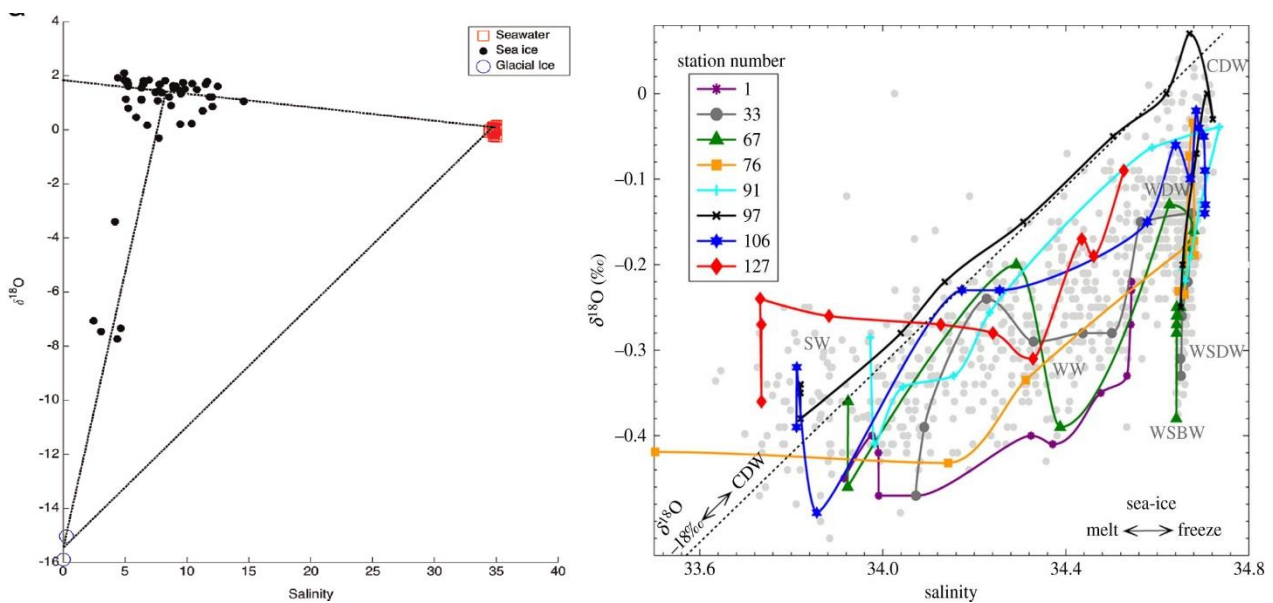 4
2
0
-2
-4
-6
-8
-10
-12
-14
-16
δ18O
0
5
10
15
20
25
30
35
40
Salinity
Seawater
Sea ice
Glacial Ice
station number
1
33
67
76
91
97
106
127
0
−0.1
−0.2
−0.3
−0.4
δ18O (‰)
33.6
34.0
34.4
34.8
salinity
CDW
WDW
SW
WW
WSDW
WSBW
δ18O
−18‰
CDW
sea-ice
melt
freeze